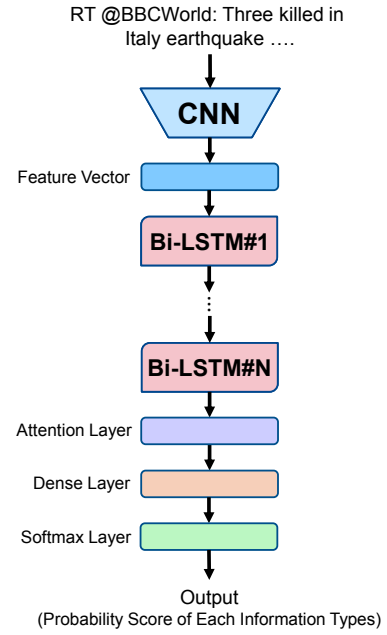 RT @BBCWorld: Three killed in
Italy earthquake ….
CNN
Feature Vector
Bi-LSTM#1
Bi-LSTM#N
Attention Layer
Dense Layer
Softmax Layer
Output
(Probability Score of Each Information Types)